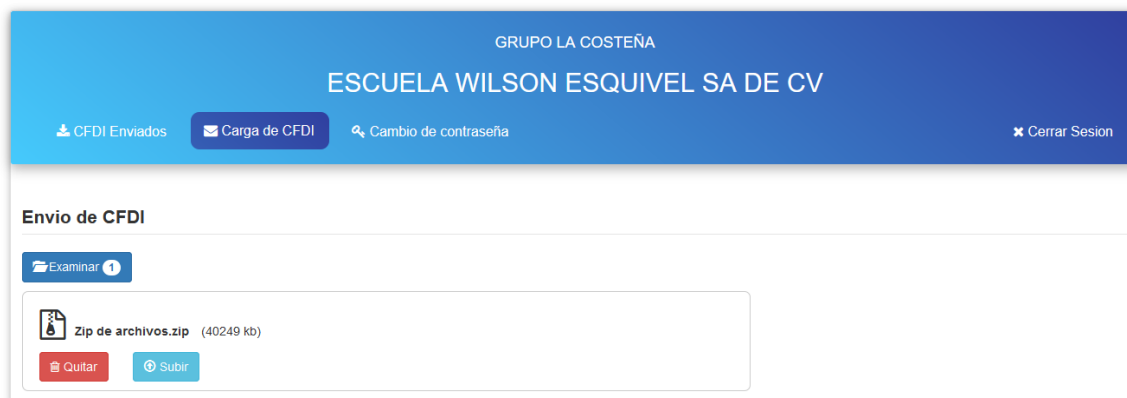 GRUPO LA COSTEÑA
ESCUELA WILSON ESQUIVEL SA DE CV
CFDI Enviados Carga de CFDI Cambio de contraseña Cerrar Sesion
Envio de CFDI
Examinar 1
Zip de archivos.zip (40249 kb)
Quitar Subir